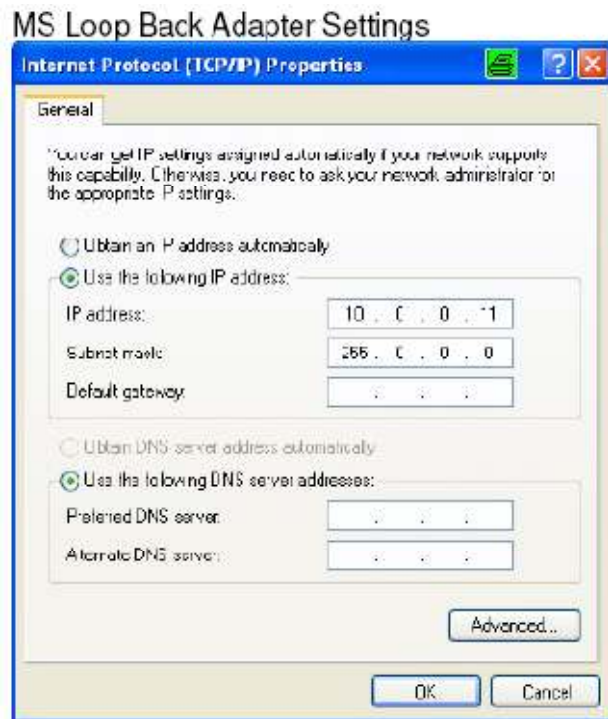 MS Loop Back Adapter Settings
Internet Protocol (TCP/IP) Properties
General
You can get IP settings assigned automatically if your network supports
this capability. Otherwise, you need to ask your network administrator for
the appropriate IP settings.
Obtain an IP address automatically
Use the following IP address:
IP address: 10 . 0 . 0 . 11
Subnet mask: 255 . 0 . 0 . 0
Default gateway: . . .
Obtain DNS server address automatically
Use the following DNS server addresses:
Preferred DNS server: . . .
Alternate DNS server: . . .
Advanced...
OK Cancel